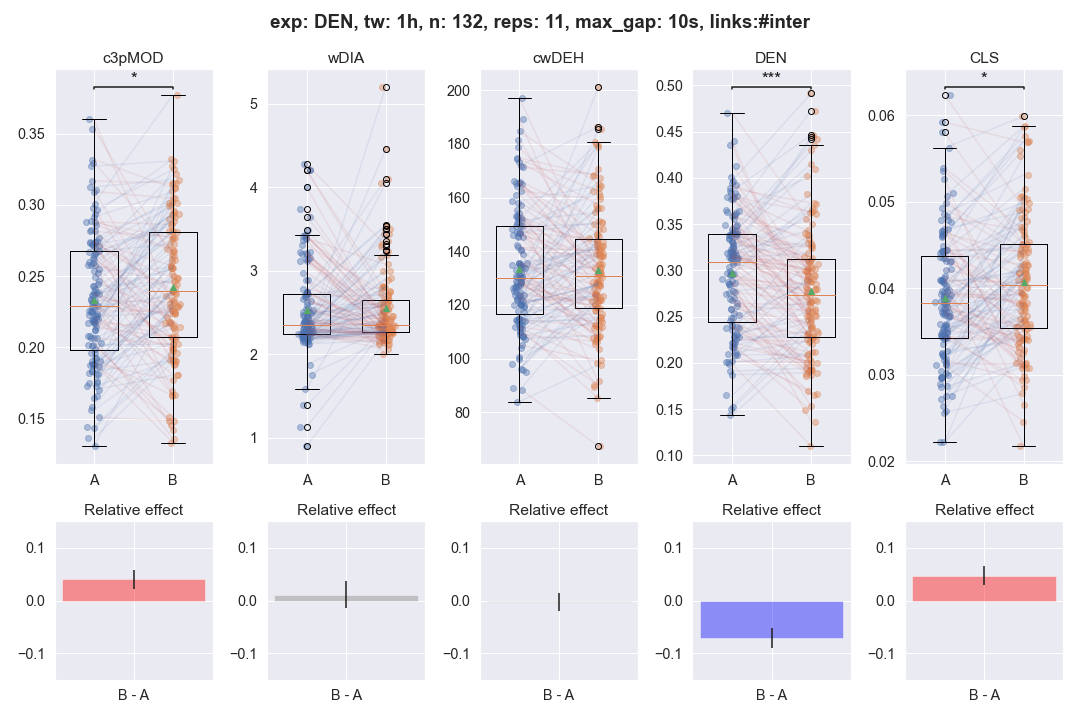 exp: DEN, tw: 1h, n: 132, reps: 11, max_gap: 10s, links:#inter
c3pMOD
*
0.35
0.30
0.25
0.20
0.15
A B
wDIA
5
4
3
2
1
A B
cwDEH
200
180
160
140
120
100
80
A B
DEN
***
0.50
0.45
0.40
0.35
0.30
0.25
0.20
0.15
0.10
A B
CLS
*
0.06
0.05
0.04
0.03
0.02
A B
Relative effect
0.1
0.0
−0.1
B - A
Relative effect
0.1
0.0
−0.1
B - A
Relative effect
0.1
0.0
−0.1
B - A
Relative effect
0.1
0.0
−0.1
B - A
Relative effect
0.1
0.0
−0.1
B - A